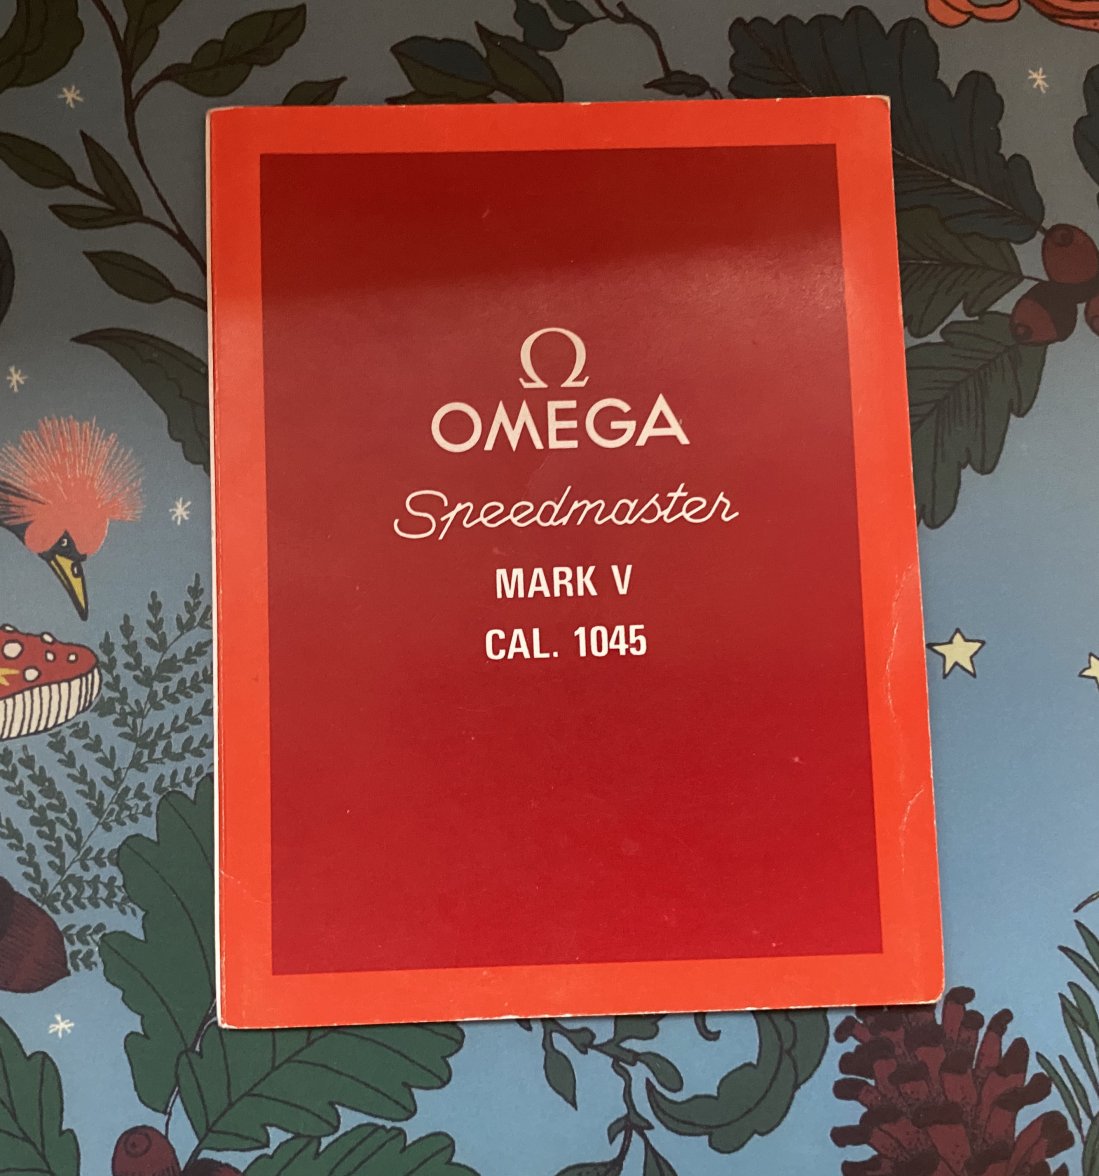 Ω
OMEGA
Speedmaster
MARK V
CAL. 1045